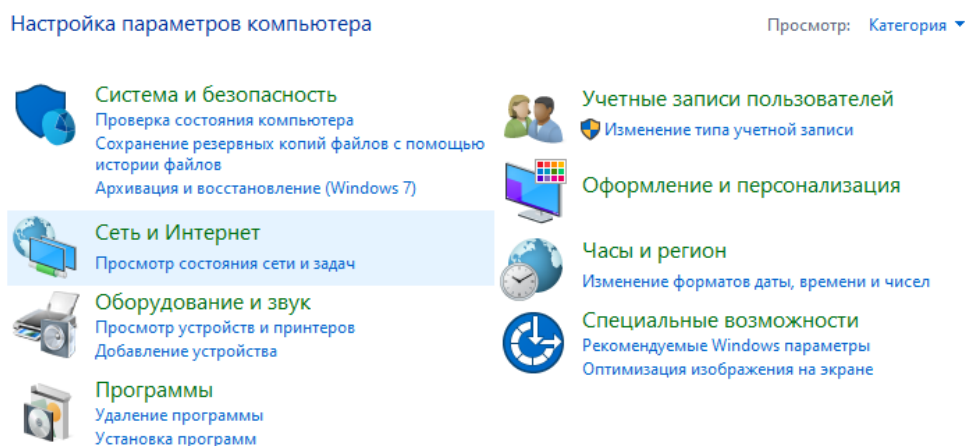 Настройка параметров компьютера
Просмотр: Категория
Система и безопасность
Проверка состояния компьютера
Сохранение резервных копий файлов с помощью
истории файлов
Архивация и восстановление (Windows 7)
Сеть и Интернет
Просмотр состояния сети и задач
Оборудование и звук
Просмотр устройств и принтеров
Добавление устройства
Программы
Удаление программы
Установка программ
Учетные записи пользователей
Изменение типа учетной записи
Оформление и персонализация
Часы и регион
Изменение форматов даты, времени и чисел
Специальные возможности
Рекомендуемые Windows параметры
Оптимизация изображения на экране